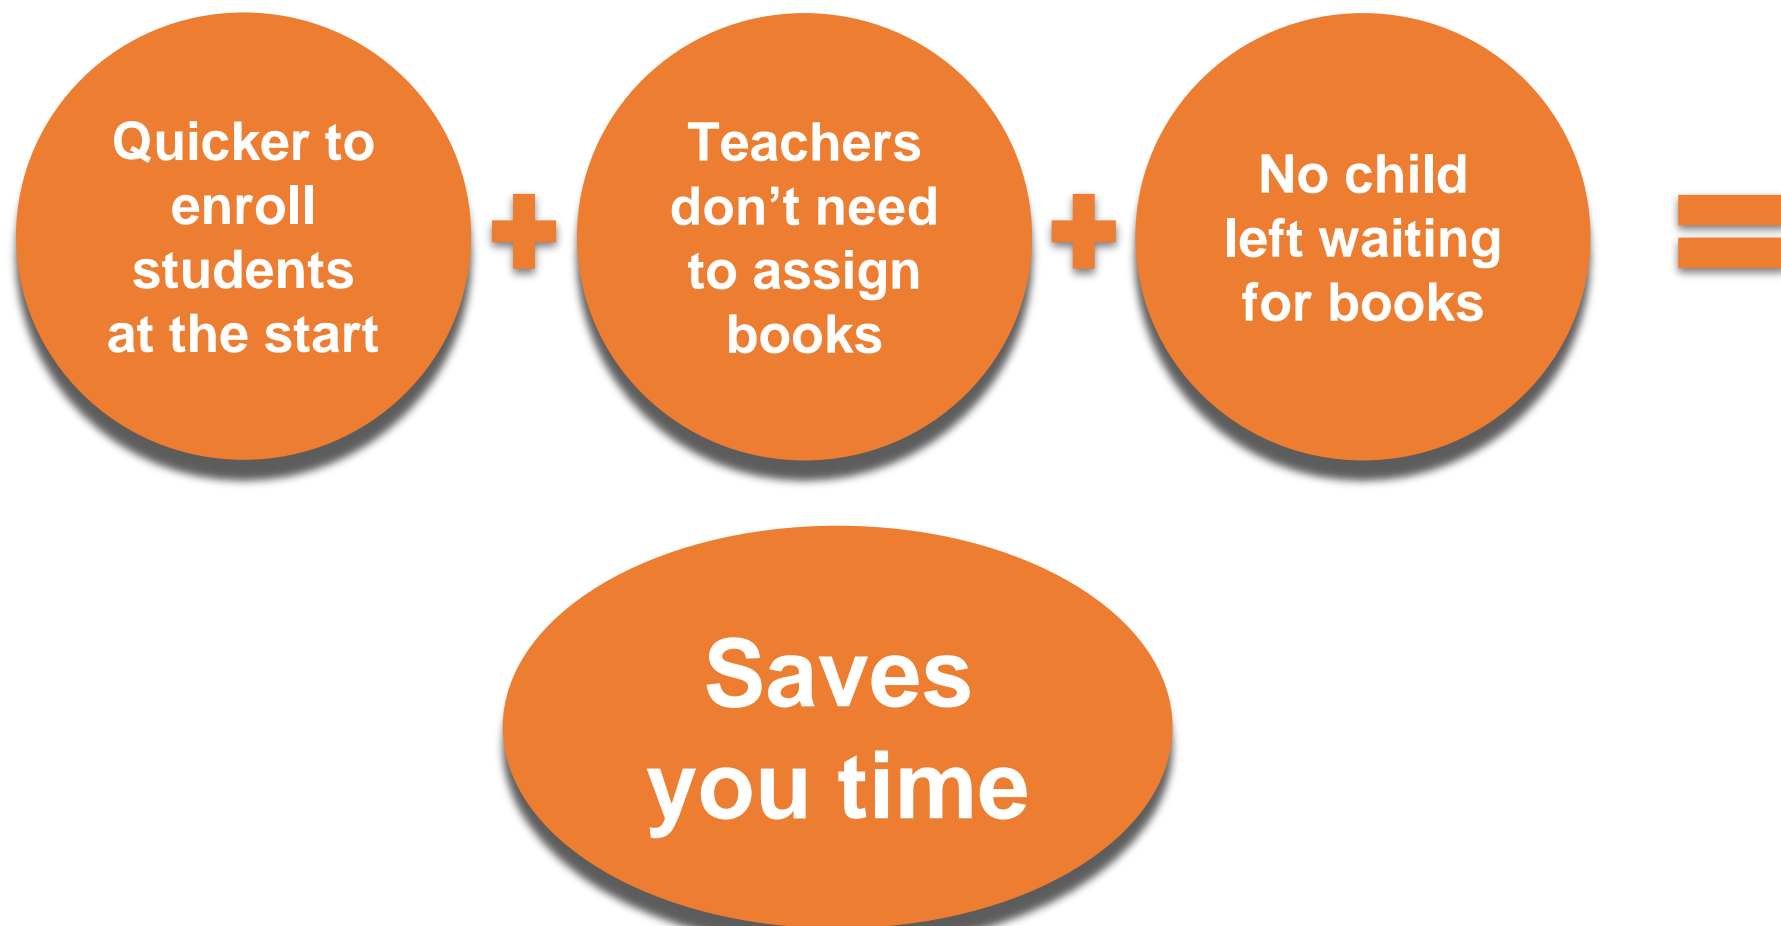 Quicker to
enroll
students
at the start
+
Teachers
don’t need
to assign
books
+
No child
left waiting
for books
=
Saves
you time